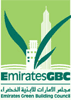 EmiratesGBC
مجلس الإمارات للأبنية الخضراء
Emirates Green Building Council